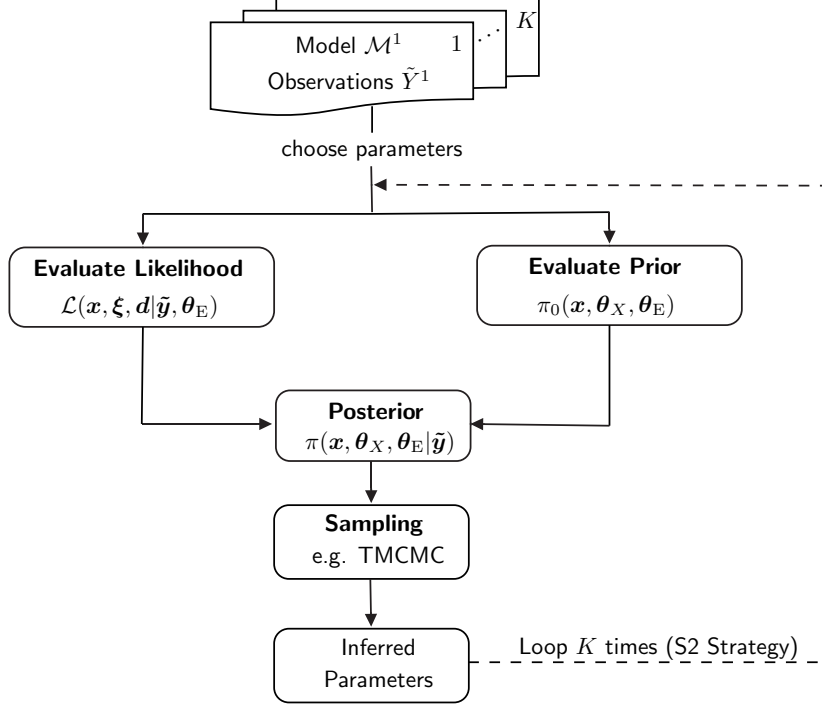 K
Model ℳ¹ 1 ⋰
Observations Ỹ¹
choose parameters
Evaluate Likelihood
ℒ(𝒙, 𝝃, 𝒅|𝒚̃, 𝜽_E)
Evaluate Prior
π₀(𝒙, 𝜽_X, 𝜽_E)
Posterior
π(𝒙, 𝜽_X, 𝜽_E|𝒚̃)
Sampling
e.g. TMCMC
Inferred
Parameters
Loop K times (S2 Strategy)